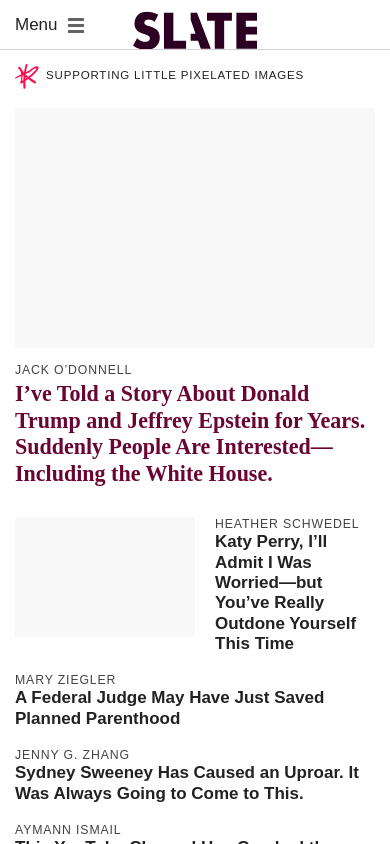 Menu
SLATE
SUPPORTING LITTLE PIXELATED IMAGES
JACK O’DONNELL
I’ve Told a Story About Donald
Trump and Jeffrey Epstein for Years.
Suddenly People Are Interested—
Including the White House.
HEATHER SCHWEDEL
Katy Perry, I’ll
Admit I Was
Worried—but
You’ve Really
Outdone Yourself
This Time
MARY ZIEGLER
A Federal Judge May Have Just Saved
Planned Parenthood
JENNY G. ZHANG
Sydney Sweeney Has Caused an Uproar. It
Was Always Going to Come to This.
AYMANN ISMAIL